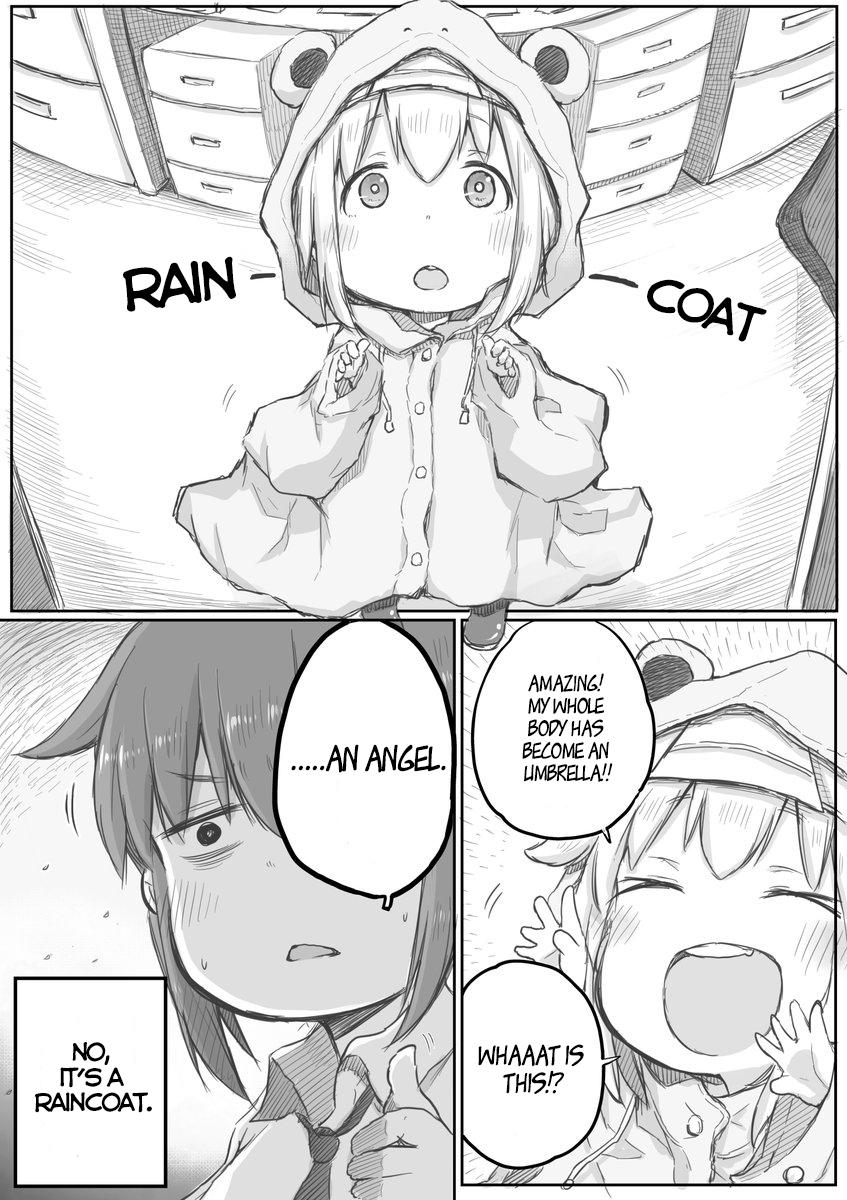 RAIN
COAT
AMAZING!
MY WHOLE
BODY HAS
BECOME AN
UMBRELLA!!
WHAAAT IS
THIS!?
.....AN ANGEL.
NO,
IT'S A
RAINCOAT.